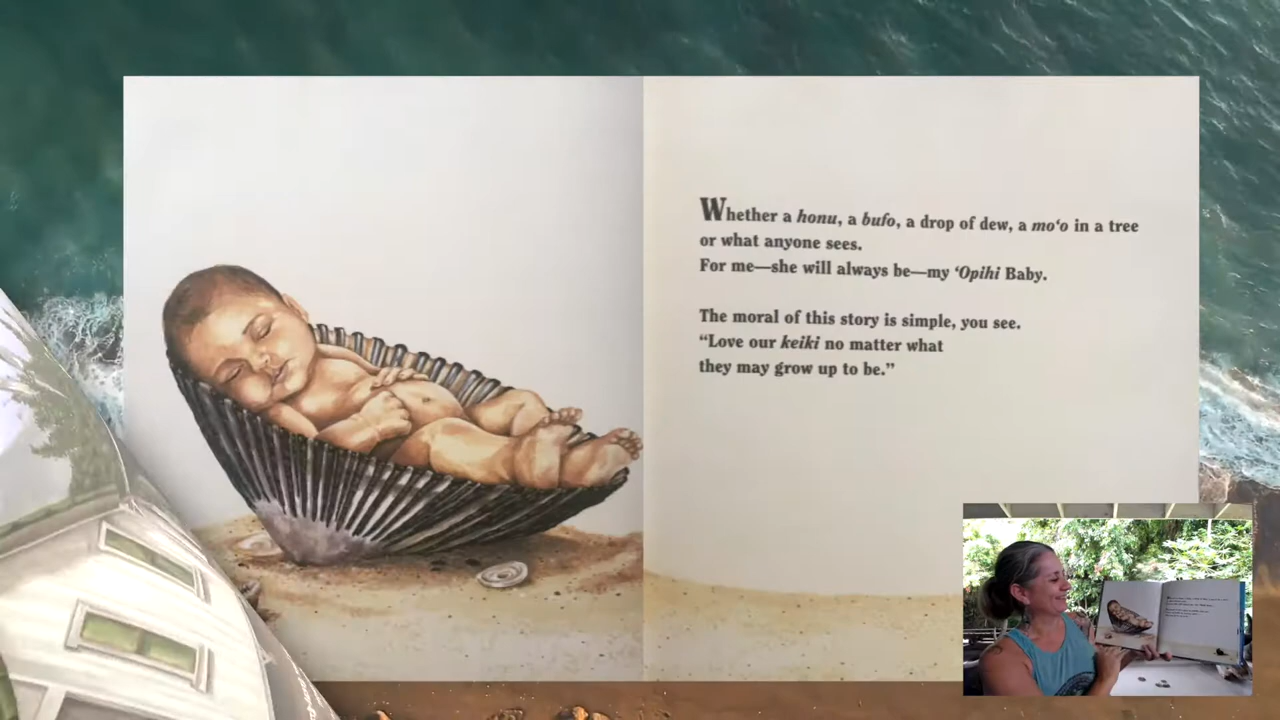 Whether a honu, a bufo, a drop of dew, a mo‘o in a tree
or what anyone sees.
For me—she will always be—my ‘Opihi Baby.
The moral of this story is simple, you see.
“Love our keiki no matter what
they may grow up to be.”